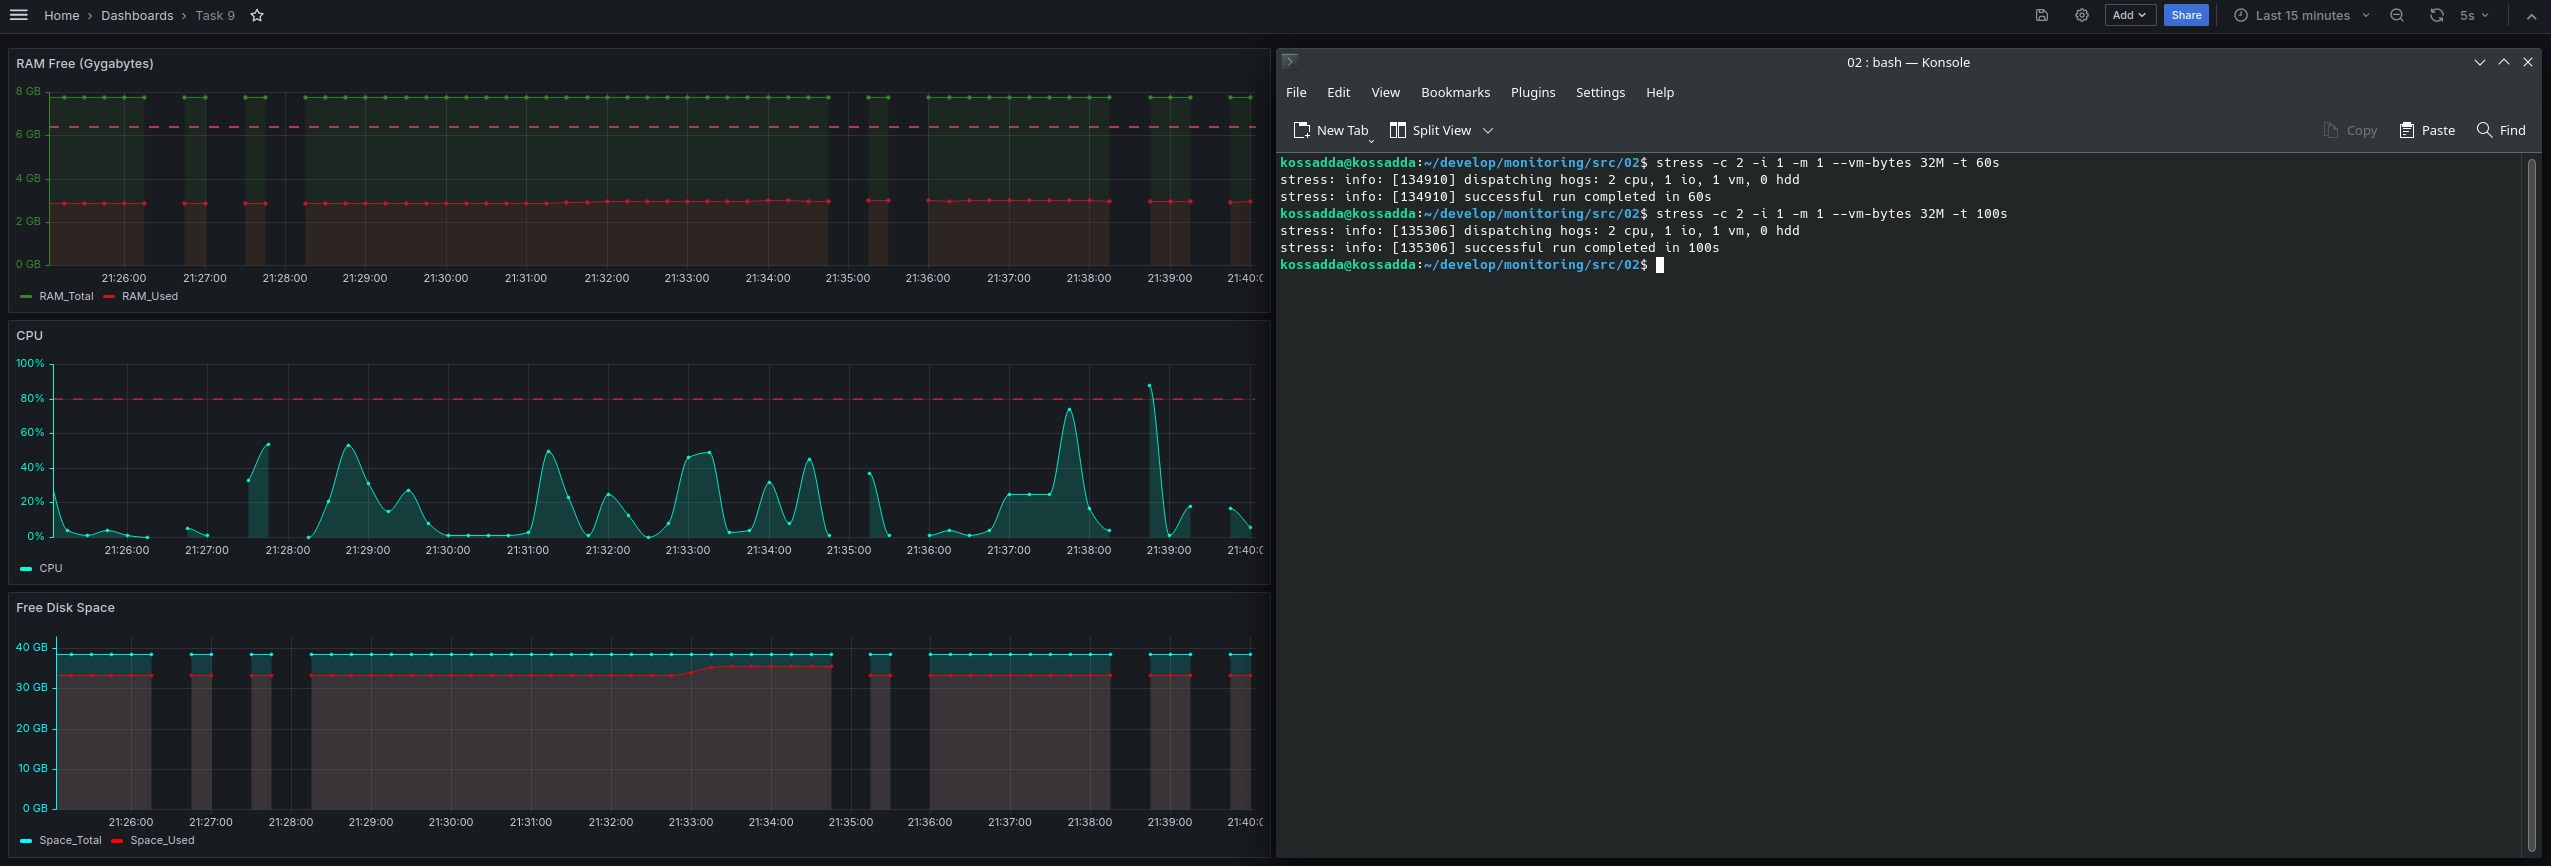 Home › Dashboards › Task 9
Add
Share
Last 15 minutes
5s
RAM Free (Gygabytes)
8 GB
6 GB
4 GB
2 GB
0 GB
21:26:00 21:27:00 21:28:00 21:29:00 21:30:00 21:31:00 21:32:00 21:33:00 21:34:00 21:35:00 21:36:00 21:37:00 21:38:00 21:39:00 21:40:0
RAM_Total RAM_Used
CPU
100%
80%
60%
40%
20%
0%
21:26:00 21:27:00 21:28:00 21:29:00 21:30:00 21:31:00 21:32:00 21:33:00 21:34:00 21:35:00 21:36:00 21:37:00 21:38:00 21:39:00 21:40:0
CPU
Free Disk Space
40 GB
30 GB
20 GB
10 GB
0 GB
21:26:00 21:27:00 21:28:00 21:29:00 21:30:00 21:31:00 21:32:00 21:33:00 21:34:00 21:35:00 21:36:00 21:37:00 21:38:00 21:39:00 21:40:0
Space_Total Space_Used
02 : bash — Konsole
File Edit View Bookmarks Plugins Settings Help
New Tab Split View Copy Paste Find
kossadda@kossadda:~/develop/monitoring/src/02$ stress -c 2 -i 1 -m 1 --vm-bytes 32M -t 60s
stress: info: [134910] dispatching hogs: 2 cpu, 1 io, 1 vm, 0 hdd
stress: info: [134910] successful run completed in 60s
kossadda@kossadda:~/develop/monitoring/src/02$ stress -c 2 -i 1 -m 1 --vm-bytes 32M -t 100s
stress: info: [135306] dispatching hogs: 2 cpu, 1 io, 1 vm, 0 hdd
stress: info: [135306] successful run completed in 100s
kossadda@kossadda:~/develop/monitoring/src/02$